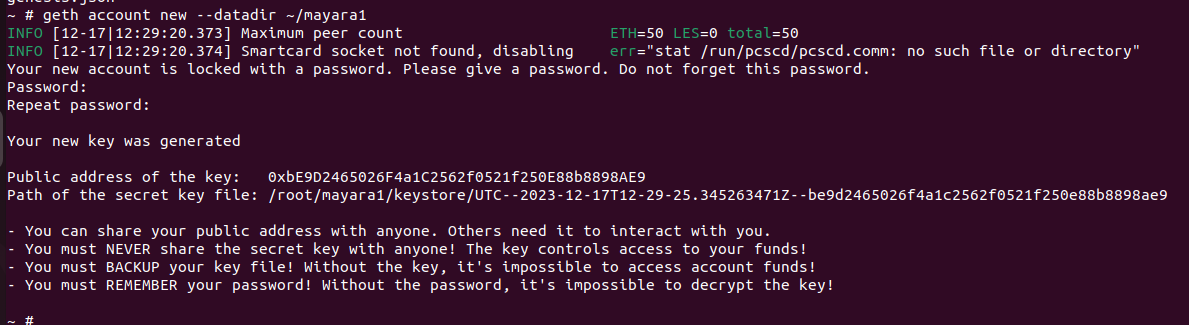 genesis.json
~ # geth account new --datadir ~/mayara1
INFO [12-17|12:29:20.373] Maximum peer count                       ETH=50 LES=0 total=50
INFO [12-17|12:29:20.374] Smartcard socket not found, disabling    err="stat /run/pcscd/pcscd.comm: no such file or directory"
Your new account is locked with a password. Please give a password. Do not forget this password.
Password:
Repeat password:
Your new key was generated
Public address of the key:   0xbE9D2465026F4a1C2562f0521f250E88b8898AE9
Path of the secret key file: /root/mayara1/keystore/UTC--2023-12-17T12-29-25.345263471Z--be9d2465026f4a1c2562f0521f250e88b8898ae9
- You can share your public address with anyone. Others need it to interact with you.
- You must NEVER share the secret key with anyone! The key controls access to your funds!
- You must BACKUP your key file! Without the key, it's impossible to access account funds!
- You must REMEMBER your password! Without the password, it's impossible to decrypt the key!
~ #